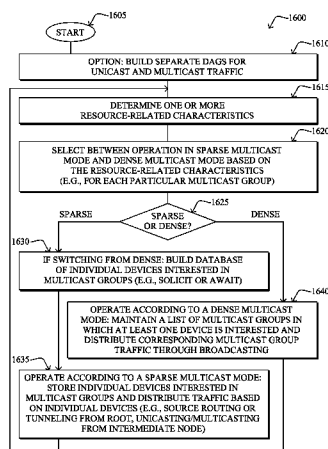 1605
1600
START
1610
OPTION: BUILD SEPARATE DAGS FOR
UNICAST AND MULTICAST TRAFFIC
1615
DETERMINE ONE OR MORE
RESOURCE-RELATED CHARACTERISTICS
1620
SELECT BETWEEN OPERATION IN SPARSE MULTICAST
MODE AND DENSE MULTICAST MODE BASED ON
THE RESOURCE-RELATED CHARACTERISTICS
(E.G., FOR EACH PARTICULAR MULTICAST GROUP)
1625
SPARSE
SPARSE
OR DENSE?
DENSE
1630
IF SWITCHING FROM DENSE: BUILD DATABASE
OF INDIVIDUAL DEVICES INTERESTED IN
MULTICAST GROUPS (E.G., SOLICIT OR AWAIT)
1640
OPERATE ACCORDING TO A DENSE MULTICAST
MODE: MAINTAIN A LIST OF MULTICAST GROUPS IN
WHICH AT LEAST ONE DEVICE IS INTERESTED AND
DISTRIBUTE CORRESPONDING MULTICAST GROUP
TRAFFIC THROUGH BROADCASTING
1635
OPERATE ACCORDING TO A SPARSE MULTICAST MODE:
STORE INDIVIDUAL DEVICES INTERESTED IN
MULTICAST GROUPS AND DISTRIBUTE TRAFFIC BASED
ON INDIVIDUAL DEVICES (E.G., SOURCE ROUTING OR
TUNNELING FROM ROOT, UNICASTING/MULTICASTING
FROM INTERMEDIATE NODE)